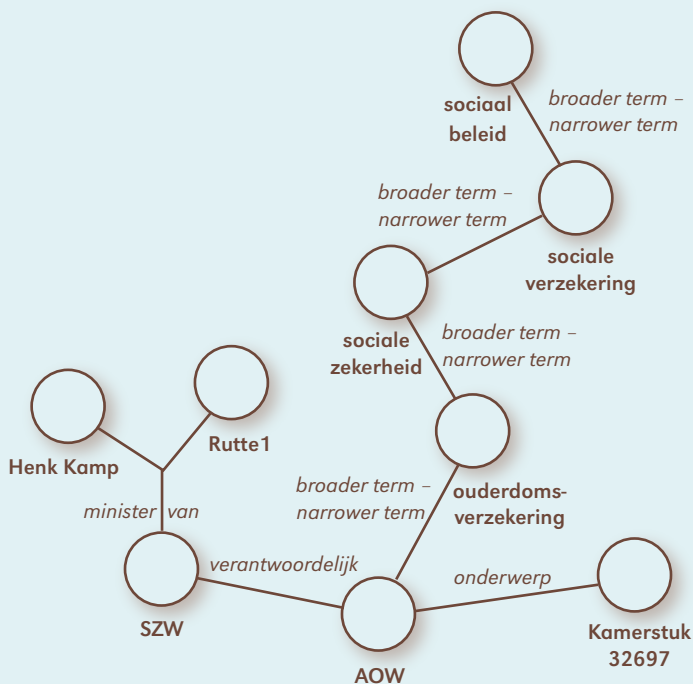 sociaal
beleid
broader term –
narrower term
broader term –
narrower term
sociale
verzekering
sociale
zekerheid
broader term –
narrower term
Henk Kamp
Rutte1
broader term –
narrower term
ouderdoms-
verzekering
minister van
verantwoordelijk
onderwerp
SZW
AOW
Kamerstuk
32697